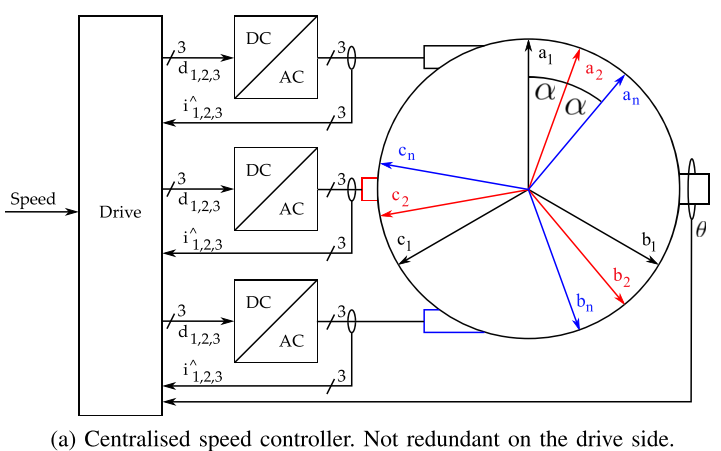 3
d1,2,3
DC
AC
3
i^1,2,3
3
a1
a2
an
α
α
Speed
Drive
3
d1,2,3
DC
AC
3
i^1,2,3
3
cn
c2
c1
b1
b2
bn
θ
3
d1,2,3
DC
AC
3
i^1,2,3
3
(a) Centralised speed controller. Not redundant on the drive side.